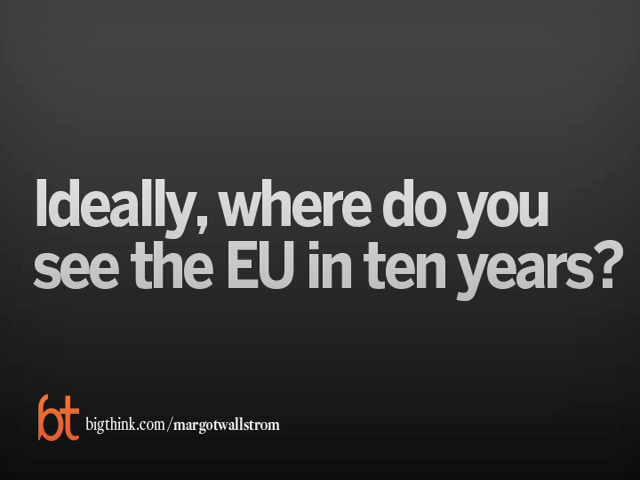 Ideally, where do you
see the EU in ten years?
bt bigthink.com/margotwallstrom